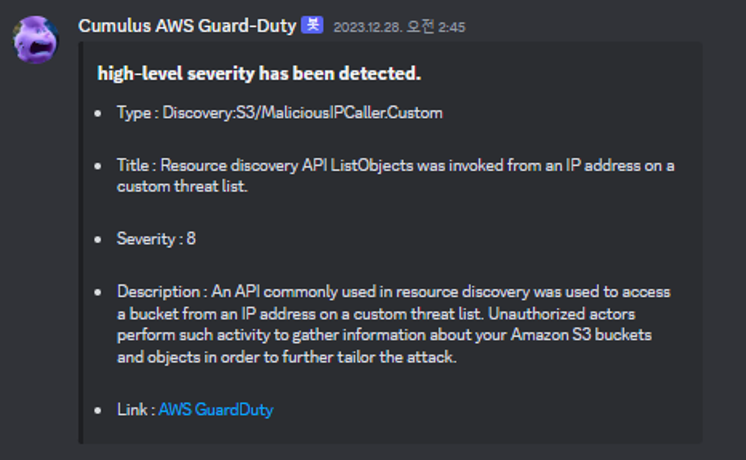 Cumulus AWS Guard-Duty 봇 2023.12.28. 오전 2:45
high-level severity has been detected.
• Type : Discovery:S3/MaliciousIPCaller.Custom
• Title : Resource discovery API ListObjects was invoked from an IP address on a
custom threat list.
• Severity : 8
• Description : An API commonly used in resource discovery was used to access
a bucket from an IP address on a custom threat list. Unauthorized actors
perform such activity to gather information about your Amazon S3 buckets
and objects in order to further tailor the attack.
• Link : AWS GuardDuty